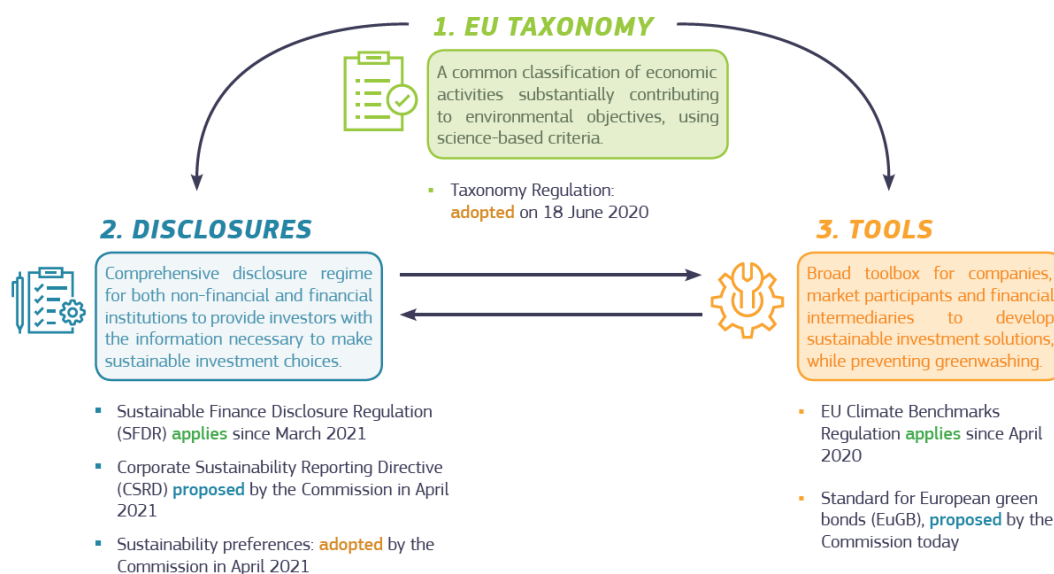 1. EU TAXONOMY
A common classification of economic
activities substantially contributing
to environmental objectives, using
science-based criteria.
▪ Taxonomy Regulation:
adopted on 18 June 2020
2. DISCLOSURES
Comprehensive disclosure regime
for both non-financial and financial
institutions to provide investors with
the information necessary to make
sustainable investment choices.
▪ Sustainable Finance Disclosure Regulation
(SFDR) applies since March 2021
▪ Corporate Sustainability Reporting Directive
(CSRD) proposed by the Commission in April
2021
▪ Sustainability preferences: adopted by the
Commission in April 2021
3. TOOLS
Broad toolbox for companies,
market participants and financial
intermediaries to develop
sustainable investment solutions,
while preventing greenwashing.
▪ EU Climate Benchmarks
Regulation applies since April
2020
▪ Standard for European green
bonds (EuGB), proposed by the
Commission today